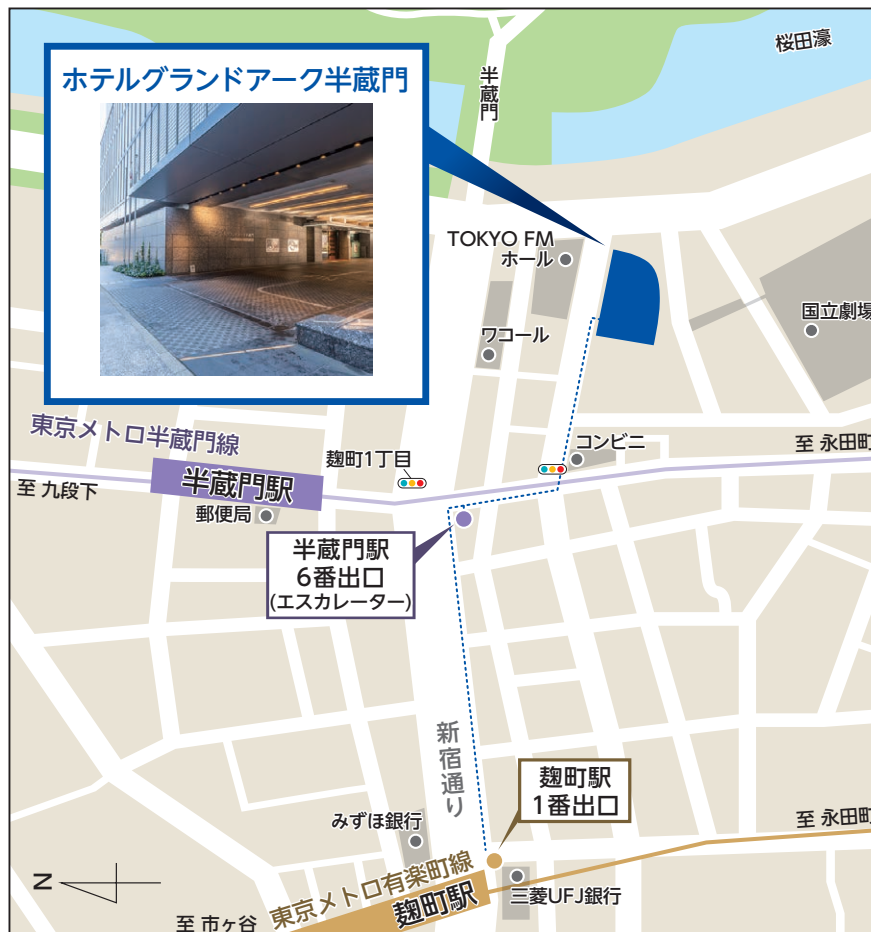 ホテルグランドアーク半蔵門
桜田濠
半蔵門
TOKYO FM
ホール
ワコール
国立劇場
東京メトロ半蔵門線
麹町1丁目
コンビニ
至 永田町
半蔵門駅
至 九段下
郵便局
半蔵門駅
6番出口
(エスカレーター)
新宿通り
麹町駅
1番出口
みずほ銀行
至 永田町
東京メトロ有楽町線
麹町駅
三菱UFJ銀行
N
至 市ヶ谷